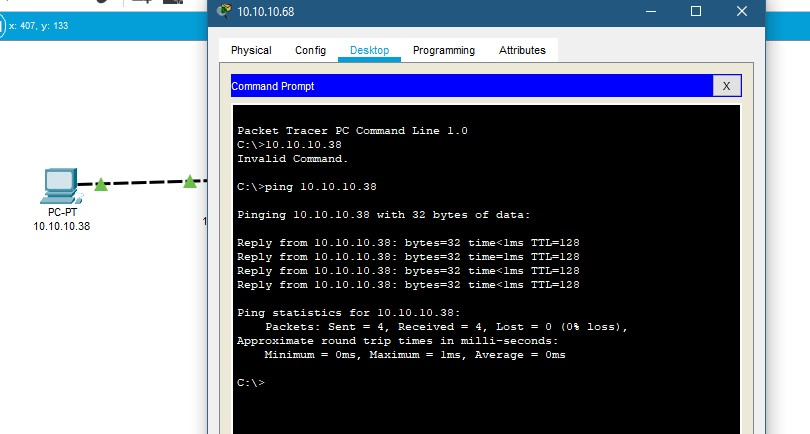 x: 407, y: 133
10.10.10.68
Physical Config Desktop Programming Attributes
Command Prompt
X
Packet Tracer PC Command Line 1.0
C:\>10.10.10.38
Invalid Command.
C:\>ping 10.10.10.38
Pinging 10.10.10.38 with 32 bytes of data:
Reply from 10.10.10.38: bytes=32 time<1ms TTL=128
Reply from 10.10.10.38: bytes=32 time=1ms TTL=128
Reply from 10.10.10.38: bytes=32 time<1ms TTL=128
Reply from 10.10.10.38: bytes=32 time<1ms TTL=128
Ping statistics for 10.10.10.38:
Packets: Sent = 4, Received = 4, Lost = 0 (0% loss),
Approximate round trip times in milli-seconds:
Minimum = 0ms, Maximum = 1ms, Average = 0ms
C:\>
PC-PT
10.10.10.38
1